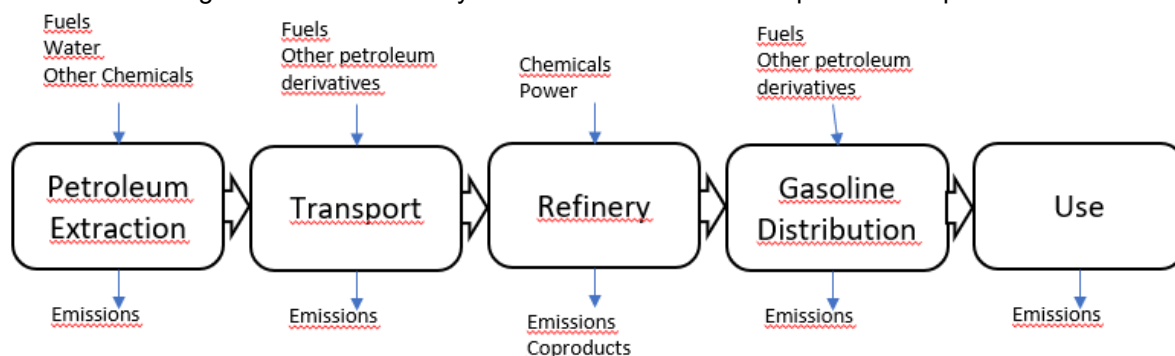 Fuels
Water
Other Chemicals
Fuels
Other petroleum
derivatives
Chemicals
Power
Fuels
Other petroleum
derivatives
Petroleum
Extraction
Transport
Refinery
Gasoline
Distribution
Use
Emissions
Emissions
Emissions
Coproducts
Emissions
Emissions